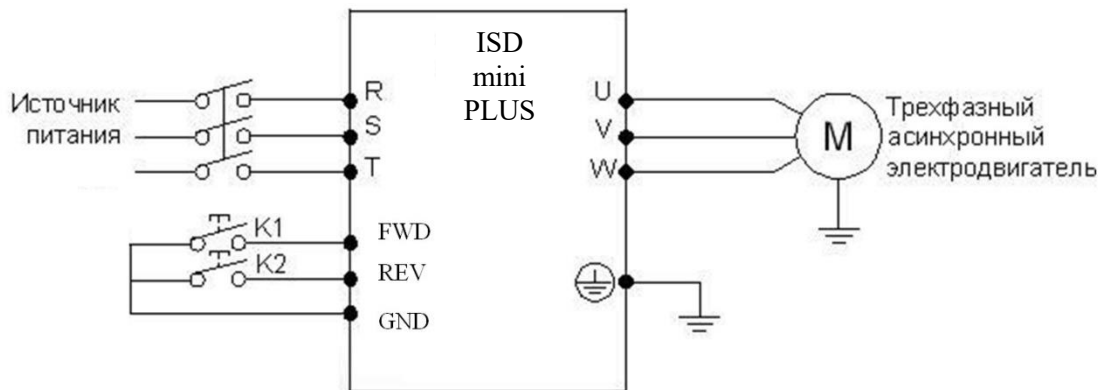 ISD
mini
PLUS
Источник
питания
R
S
T
K1
K2
FWD
REV
GND
U
V
W
M
Трехфазный
асинхронный
электродвигатель